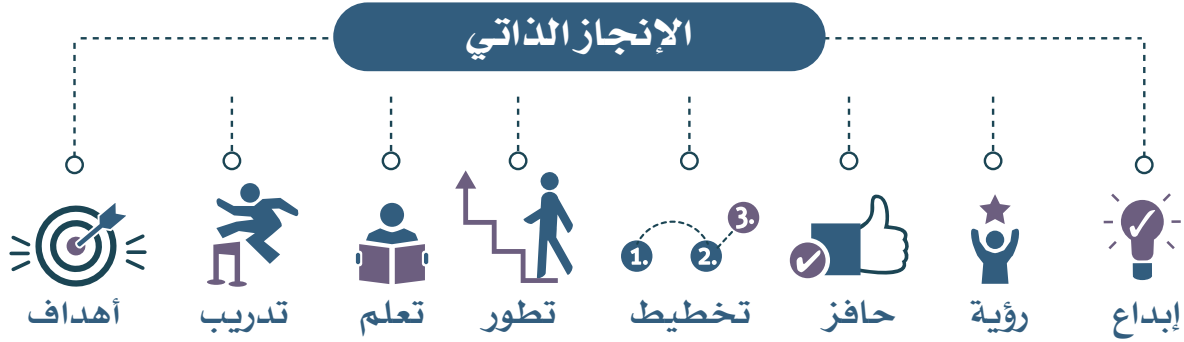 الإنجاز الذاتي
إبداع
رؤية
حافز
1. 2. 3.
تخطيط
تطور
تعلم
تدريب
أهداف